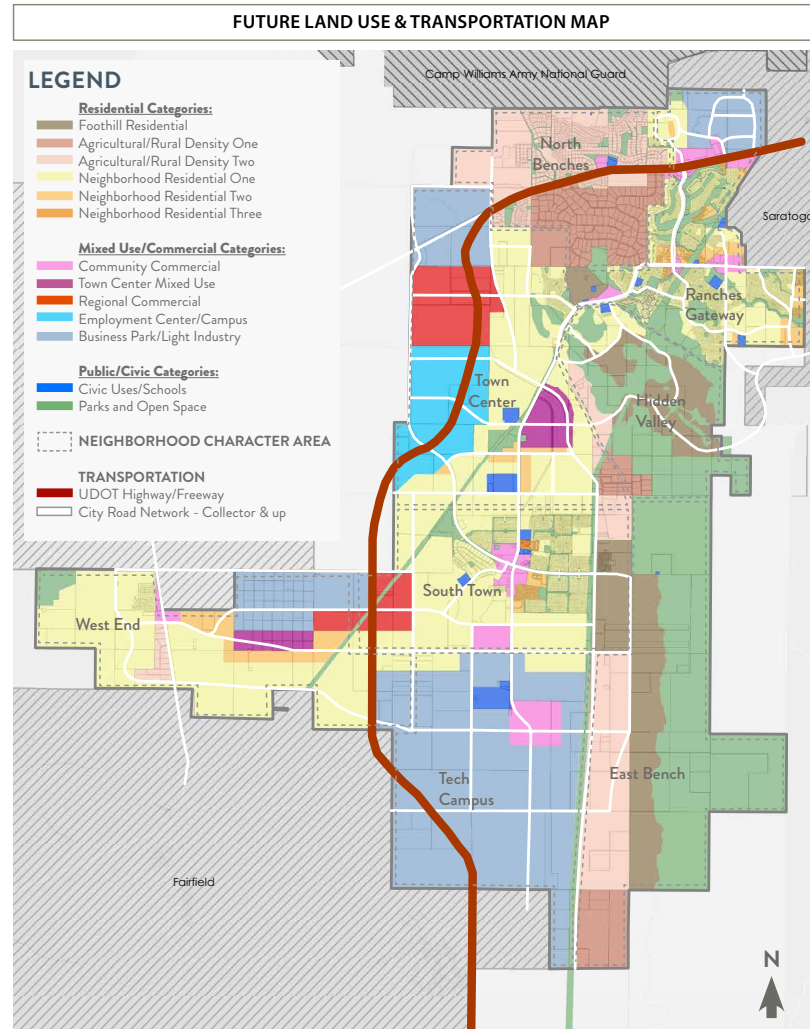 FUTURE LAND USE & TRANSPORTATION MAP
LEGEND
Residential Categories:
Foothill Residential
Agricultural/Rural Density One
Agricultural/Rural Density Two
Neighborhood Residential One
Neighborhood Residential Two
Neighborhood Residential Three
Mixed Use/Commercial Categories:
Community Commercial
Town Center Mixed Use
Regional Commercial
Employment Center/Campus
Business Park/Light Industry
Public/Civic Categories:
Civic Uses/Schools
Parks and Open Space
NEIGHBORHOOD CHARACTER AREA
TRANSPORTATION
UDOT Highway/Freeway
City Road Network - Collector & up
Camp Williams Army National Guard
North
Benches
Saratoga
Ranches
Gateway
Town
Center
Hidden
Valley
South Town
West End
Tech
Campus
East Bench
Fairfield
N